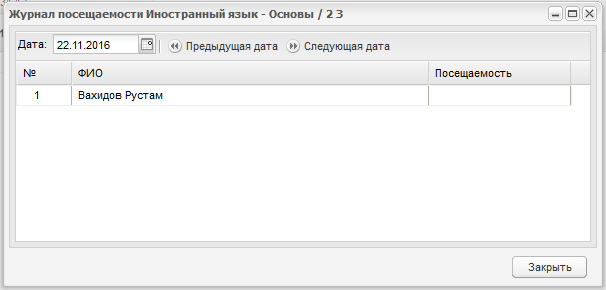 Журнал посещаемости Иностранный язык - Основы / 2 З
Дата: 22.11.2016 Предыдущая дата Следующая дата
№ ФИО Посещаемость
1 Вахидов Рустам
Закрыть